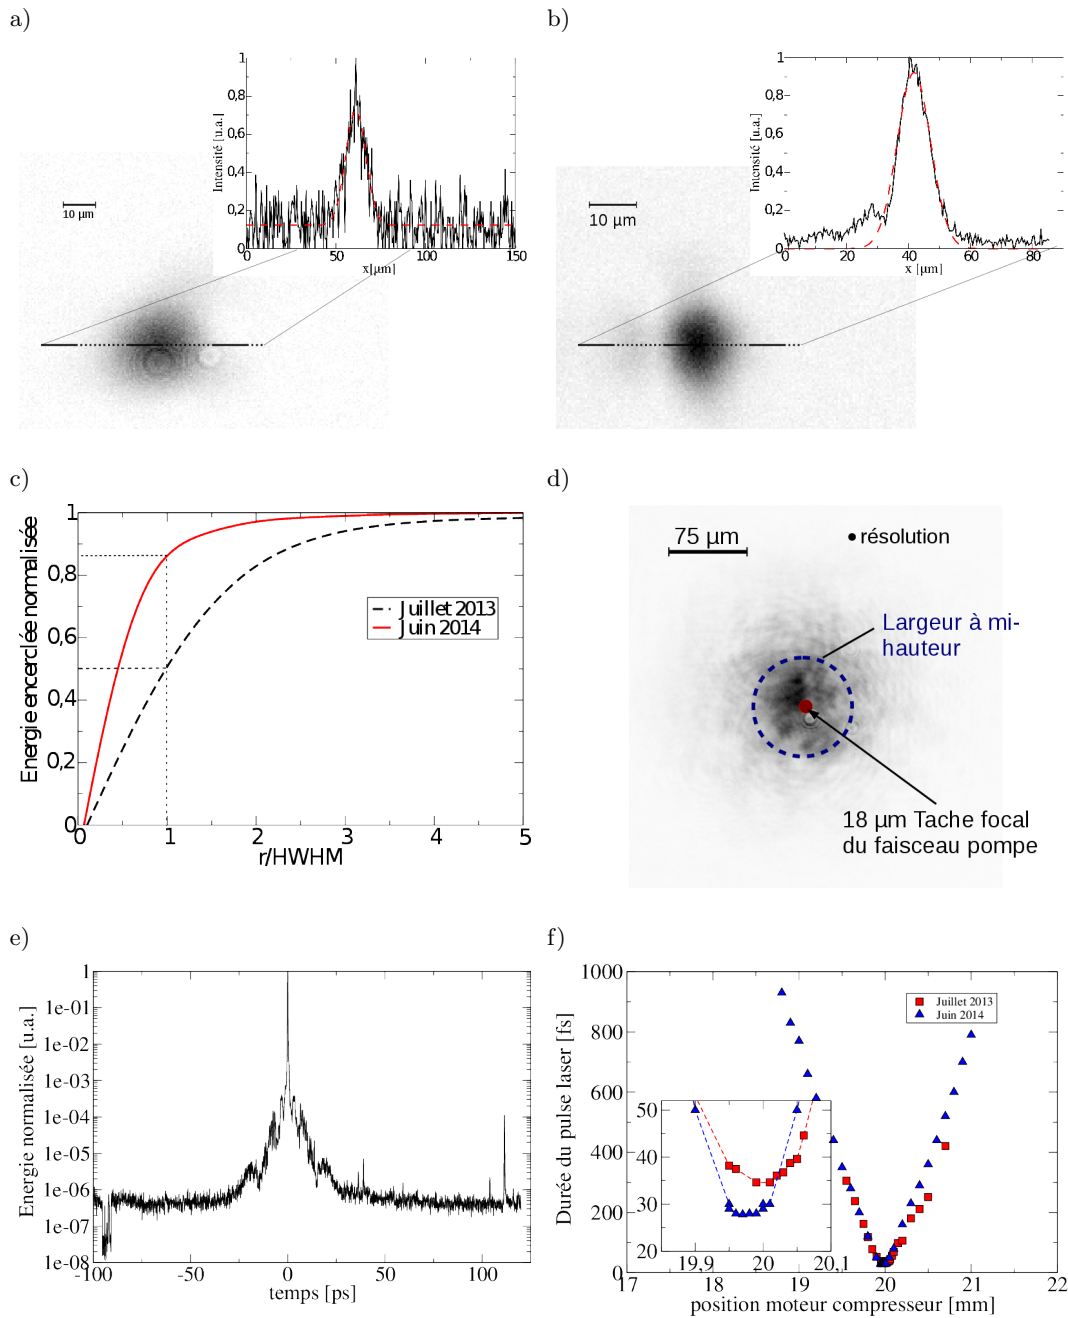 a)
b)
1
0,8
0,6
0,4
0,2
0
Intensité [u.a.]
50
100
150
x[µm]
10 µm
1
0,8
0,6
0,4
0,2
0
Intensité [u.a.]
0
20
40
60
80
x [µm]
10 µm
c)
d)
1
0,8
0,6
0,4
0,2
0
Energie encerclée normalisée
Juillet 2013
Juin 2014
0
1
2
3
4
5
r/HWHM
75 µm
résolution
Largeur à mi-
hauteur
18 µm Tache focal
du faisceau pompe
e)
f)
1
1e-01
1e-02
1e-03
1e-04
1e-05
1e-06
1e-07
1e-08
Energie normalisée [u.a.]
-100
-50
0
50
100
temps [ps]
1000
800
600
400
200
0
Durée du pulse laser [fs]
Juillet 2013
Juin 2014
50
40
30
20
19,9
20
20,1
17
18
19
20
21
22
position moteur compresseur [mm]